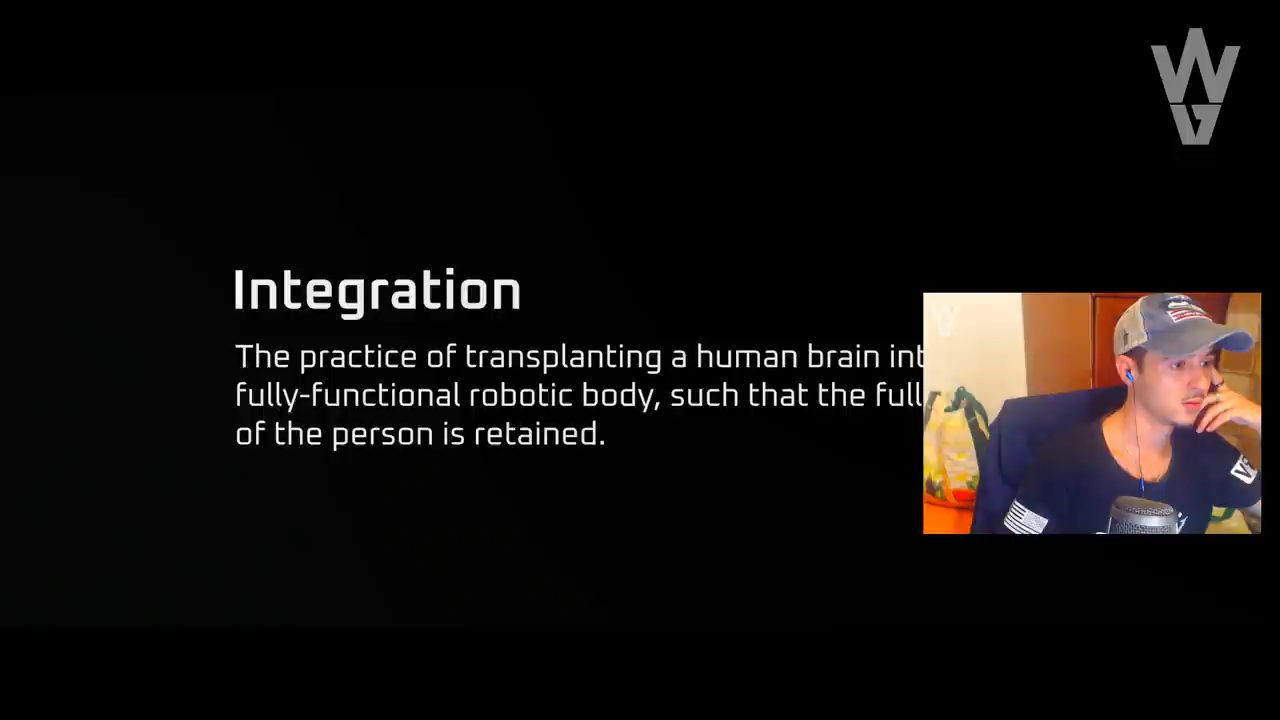 Integration
The practice of transplanting a human brain int
fully-functional robotic body, such that the full
of the person is retained.